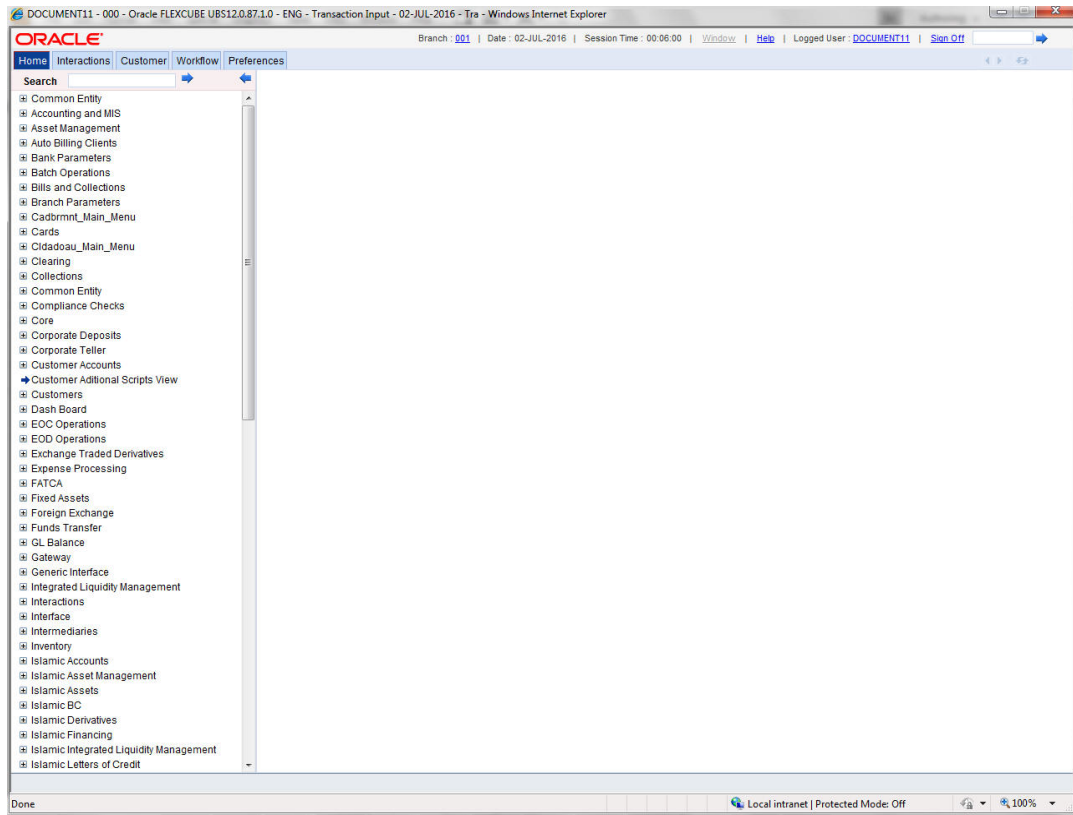 DOCUMENT11 - 000 - Oracle FLEXCUBE UBS12.0.87.1.0 - ENG - Transaction Input - 02-JUL-2016 - Tra - Windows Internet Explorer
ORACLE
Branch : 001 | Date : 02-JUL-2016 | Session Time : 00:06:00 | Window | Help | Logged User : DOCUMENT11 | Sign Off
Home Interactions Customer Workflow Preferences
Search
Common Entity
Accounting and MIS
Asset Management
Auto Billing Clients
Bank Parameters
Batch Operations
Bills and Collections
Branch Parameters
Cadbrmnt_Main_Menu
Cards
Cldadoau_Main_Menu
Clearing
Collections
Common Entity
Compliance Checks
Core
Corporate Deposits
Corporate Teller
Customer Accounts
Customer Aditional Scripts View
Customers
Dash Board
EOC Operations
EOD Operations
Exchange Traded Derivatives
Expense Processing
FATCA
Fixed Assets
Foreign Exchange
Funds Transfer
GL Balance
Gateway
Generic Interface
Integrated Liquidity Management
Interactions
Interface
Intermediaries
Inventory
Islamic Accounts
Islamic Asset Management
Islamic Assets
Islamic BC
Islamic Derivatives
Islamic Financing
Islamic Integrated Liquidity Management
Islamic Letters of Credit
Done Local intranet | Protected Mode: Off 100%